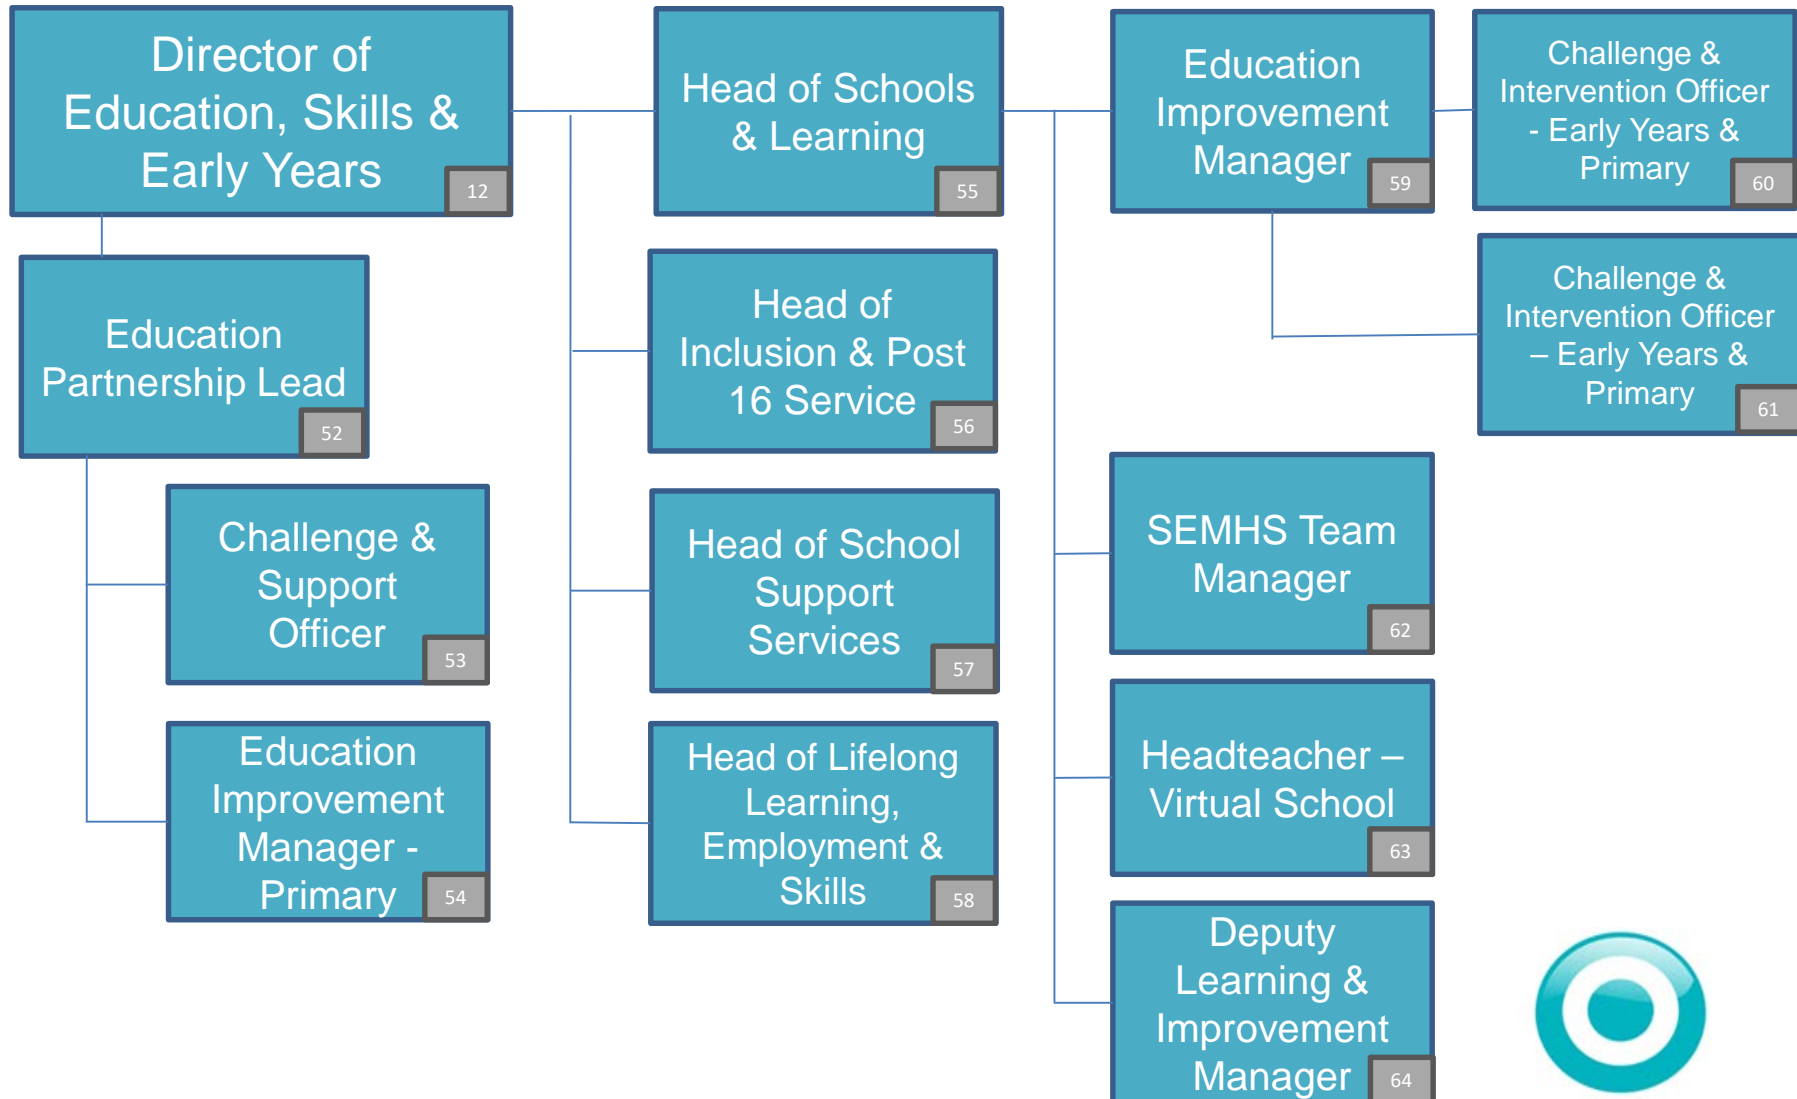 Director of
Education, Skills &
Early Years
12
Education
Partnership Lead
52
Challenge &
Support
Officer
53
Education
Improvement
Manager -
Primary
54
Head of Schools
& Learning
55
Head of
Inclusion & Post
16 Service
56
Head of School
Support
Services
57
Head of Lifelong
Learning,
Employment &
Skills
58
Education
Improvement
Manager
59
Challenge &
Intervention Officer
- Early Years &
Primary
60
Challenge &
Intervention Officer
– Early Years &
Primary
61
SEMHS Team
Manager
62
Headteacher –
Virtual School
63
Deputy
Learning &
Improvement
Manager
64